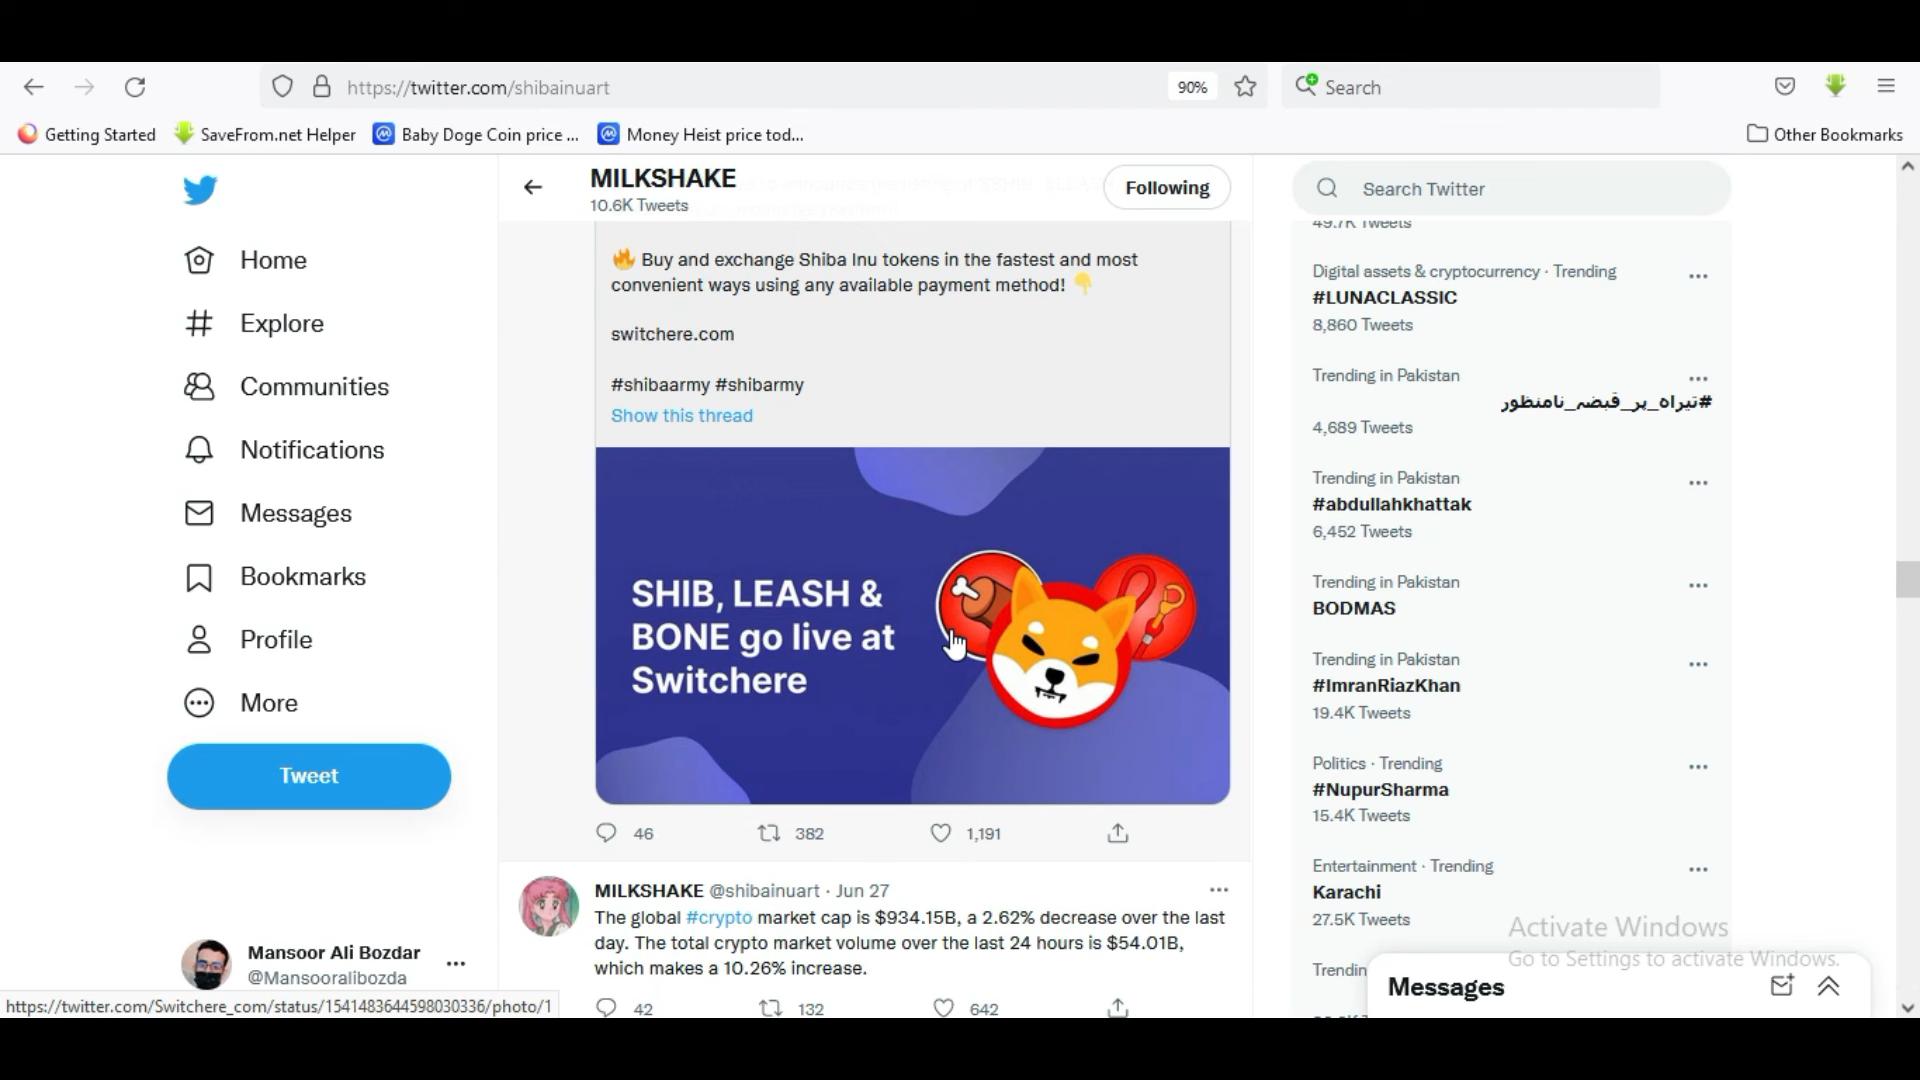 https://twitter.com/shibainuart
90%
Search
Getting Started
SaveFrom.net Helper
Baby Doge Coin price ...
Money Heist price tod...
Other Bookmarks
Home
Explore
Communities
Notifications
Messages
Bookmarks
Profile
More
Tweet
Mansoor Ali Bozdar
@Mansooralibozda
https://twitter.com/Switchere_com/status/1541483644598030336/photo/1
MILKSHAKE
10.6K Tweets
Following
🔥 Buy and exchange Shiba Inu tokens in the fastest and most
convenient ways using any available payment method! 👇
switchere.com
#shibaarmy #shibarmy
Show this thread
SHIB, LEASH &
BONE go live at
Switchere
46
382
1,191
MILKSHAKE @shibainuart · Jun 27
The global #crypto market cap is $934.15B, a 2.62% decrease over the last
day. The total crypto market volume over the last 24 hours is $54.01B,
which makes a 10.26% increase.
42
132
642
Search Twitter
49.7K Tweets
Digital assets & cryptocurrency · Trending
#LUNACLASSIC
8,860 Tweets
Trending in Pakistan
#تیراہ_پر_قبضہ_نامنظور
4,689 Tweets
Trending in Pakistan
#abdullahkhattak
6,452 Tweets
Trending in Pakistan
BODMAS
Trending in Pakistan
#ImranRiazKhan
19.4K Tweets
Politics · Trending
#NupurSharma
15.4K Tweets
Entertainment · Trending
Karachi
27.5K Tweets
Activate Windows
Go to Settings to activate Windows.
Trendin
Messages